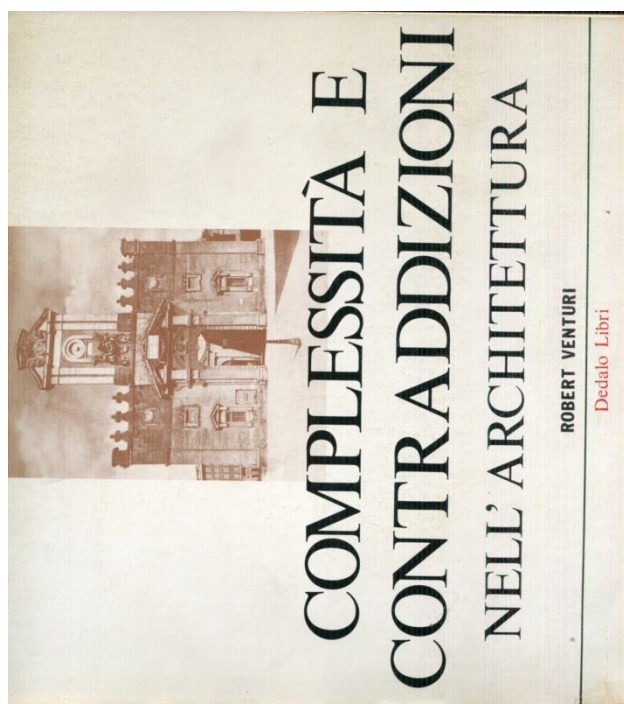 COMPLESSITÀ E
CONTRADDIZIONI
NELL'ARCHITETTURA
ROBERT VENTURI
Dedalo Libri